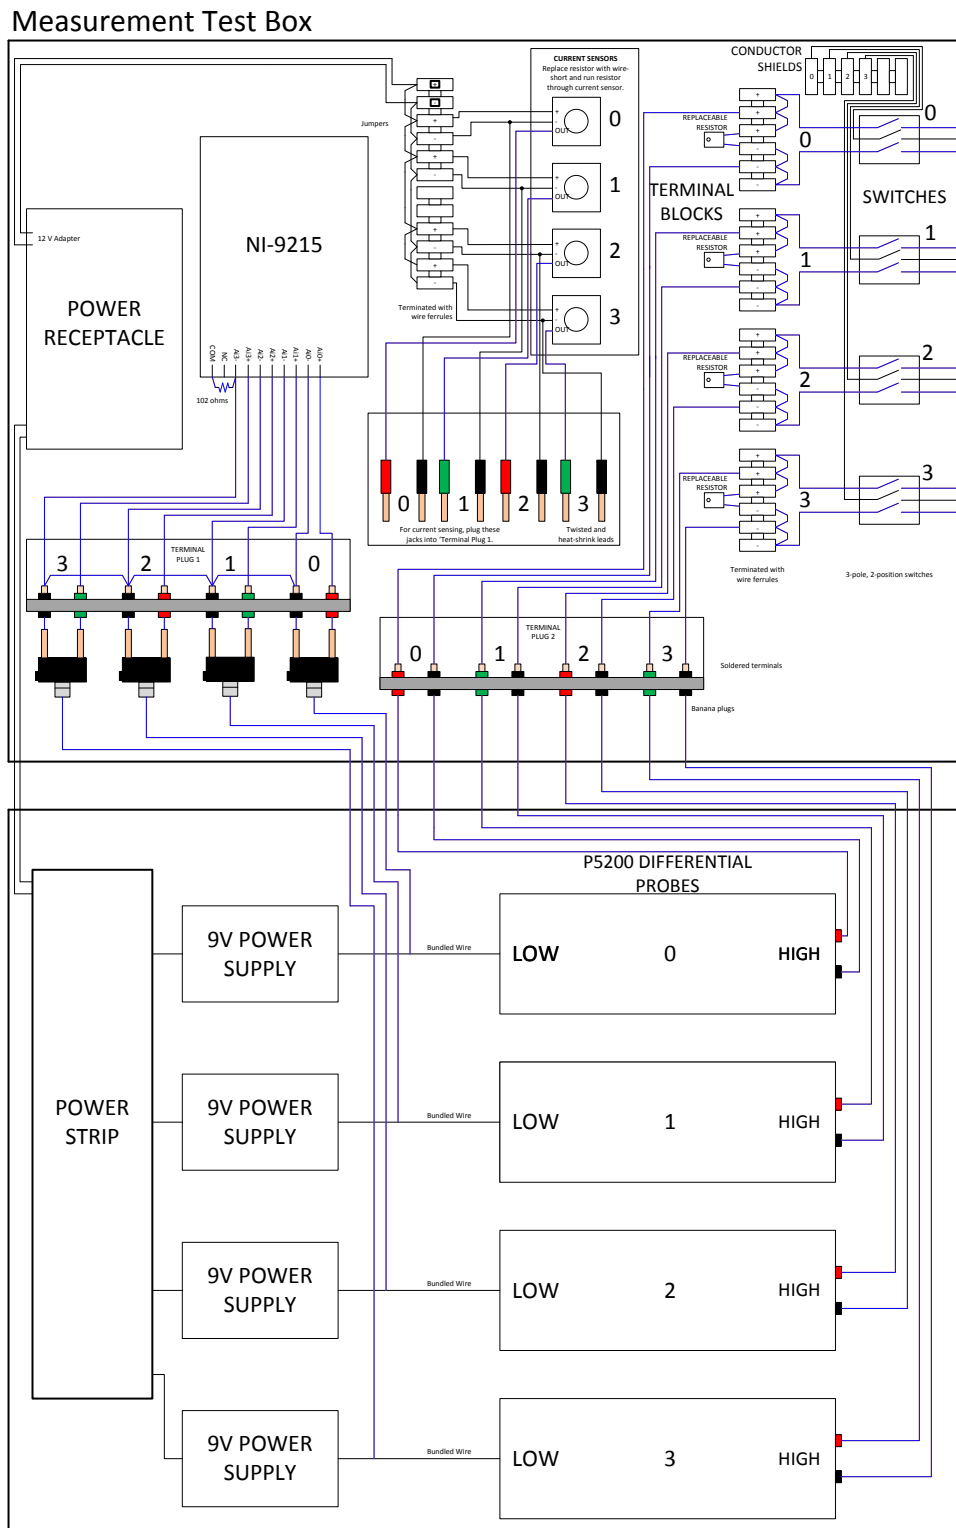 Measurement Test Box
CURRENT SENSORS
Replace resistor with wire-
short and run resistor
through current sensor.
CONDUCTOR
SHIELDS
0
1
2
3
Jumpers
+
-
+
-
+
-
+
-
+
-
+
-
OUT
0
+
-
OUT
1
+
-
OUT
2
+
-
OUT
3
Terminated with
wire ferrules
REPLACEABLE
RESISTOR
+
+
+
-
-
-
0
0
TERMINAL
BLOCKS
SWITCHES
REPLACEABLE
RESISTOR
+
+
+
-
-
-
1
1
REPLACEABLE
RESISTOR
+
+
+
-
-
-
2
2
REPLACEABLE
RESISTOR
+
+
+
-
-
-
3
3
Terminated with
wire ferrules
3-pole, 2-position switches
NI-9215
12 V Adapter
POWER
RECEPTACLE
COM
NC
Ai3-
Ai3+
Ai2-
Ai2+
Ai1-
Ai1+
Ai0+
102 ohms
0
1
2
3
For current sensing, plug these
jacks into 'Terminal Plug 1.
Twisted and
heat-shrink leads
TERMINAL
PLUG 1
3
2
1
0
TERMINAL
PLUG 2
0
1
2
3
Soldered terminals
Banana plugs
P5200 DIFFERENTIAL
PROBES
POWER
STRIP
9V POWER
SUPPLY
Bundled Wire
LOW
0
HIGH
9V POWER
SUPPLY
Bundled Wire
LOW
1
HIGH
9V POWER
SUPPLY
Bundled Wire
LOW
2
HIGH
9V POWER
SUPPLY
Bundled Wire
LOW
3
HIGH